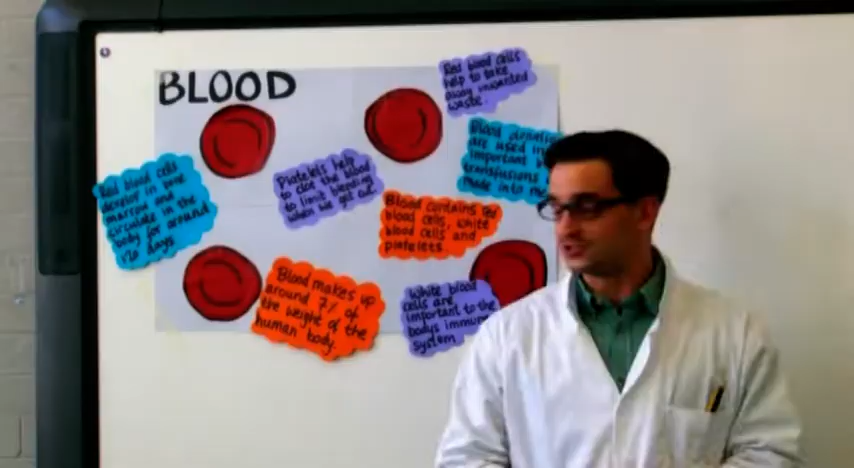 BLOOD
Red blood cells
help to take
away unwanted
waste.
Blood donations
are used in
important
transfusions
made into me
Red blood cells
develop in bone
marrow and
circulate in the
body for around
120 days
Platelets help
to clot the blood
to limit bleeding
when we get cut.
Blood contains red
blood cells, white
blood cells and
platelets.
Blood makes up
around 7% of
the weight of the
human body.
White blood
cells are
important to the
bodys immune
system